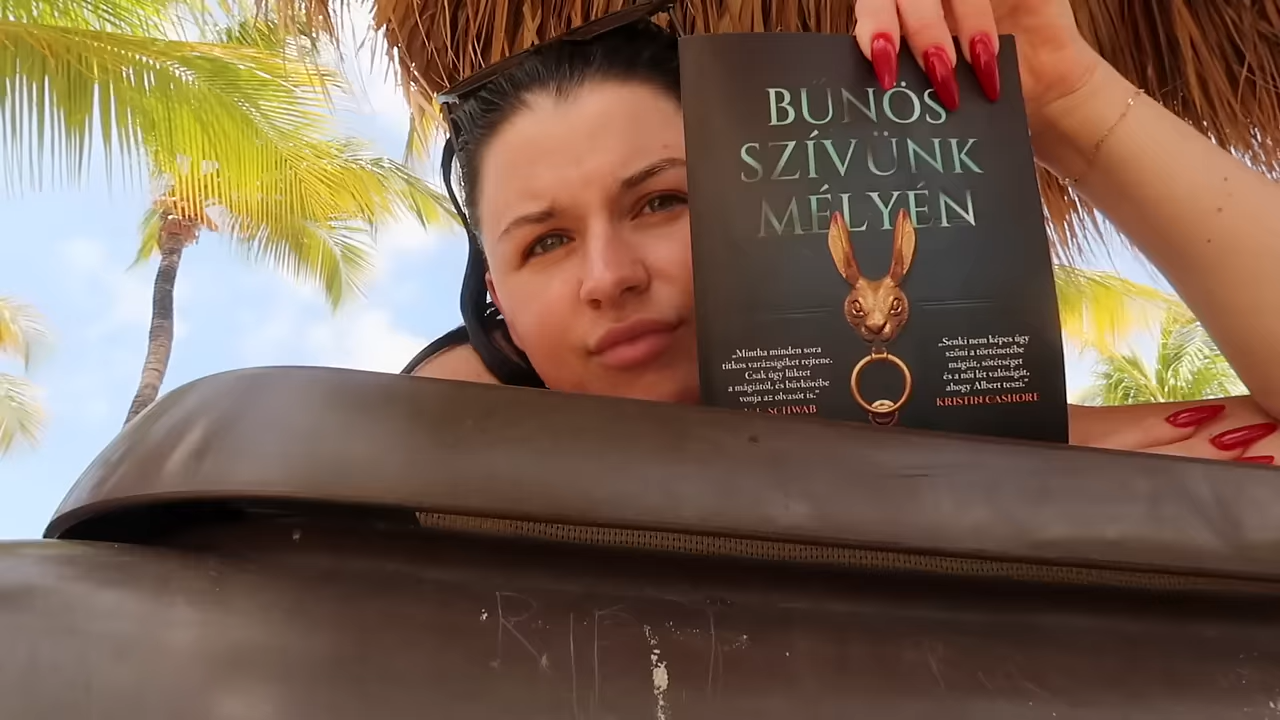 BŰNÖS
SZÍVÜNK
MÉLYÉN
„Mintha minden sora
titkos varázsigéket rejtene.
Csak úgy lüktet
a mágiától, és bűvkörébe
vonja az olvasót is.”
SCHWAB
„Senki nem képes úgy
szőni a történetébe
mágiát, sötétséget
és a női lét valóságát,
ahogy Albert teszi.”
KRISTIN CASHORE